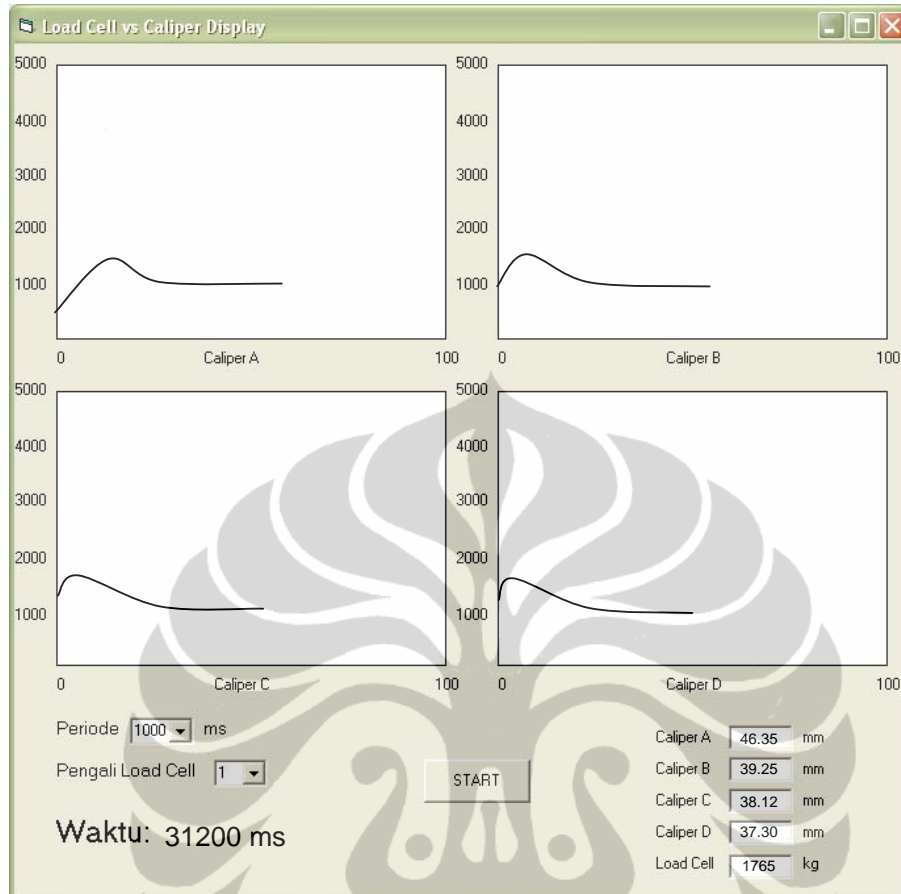 Load Cell vs Caliper Display
5000
4000
3000
2000
1000
0 Caliper A 100
5000
4000
3000
2000
1000
0 Caliper B 100
5000
4000
3000
2000
1000
0 Caliper C 100
5000
4000
3000
2000
1000
0 Caliper D 100
Periode 1000 ms
Pengali Load Cell 1
Waktu: 31200 ms
START
Caliper A 46.35 mm
Caliper B 39.25 mm
Caliper C 38.12 mm
Caliper D 37.30 mm
Load Cell 1765 kg